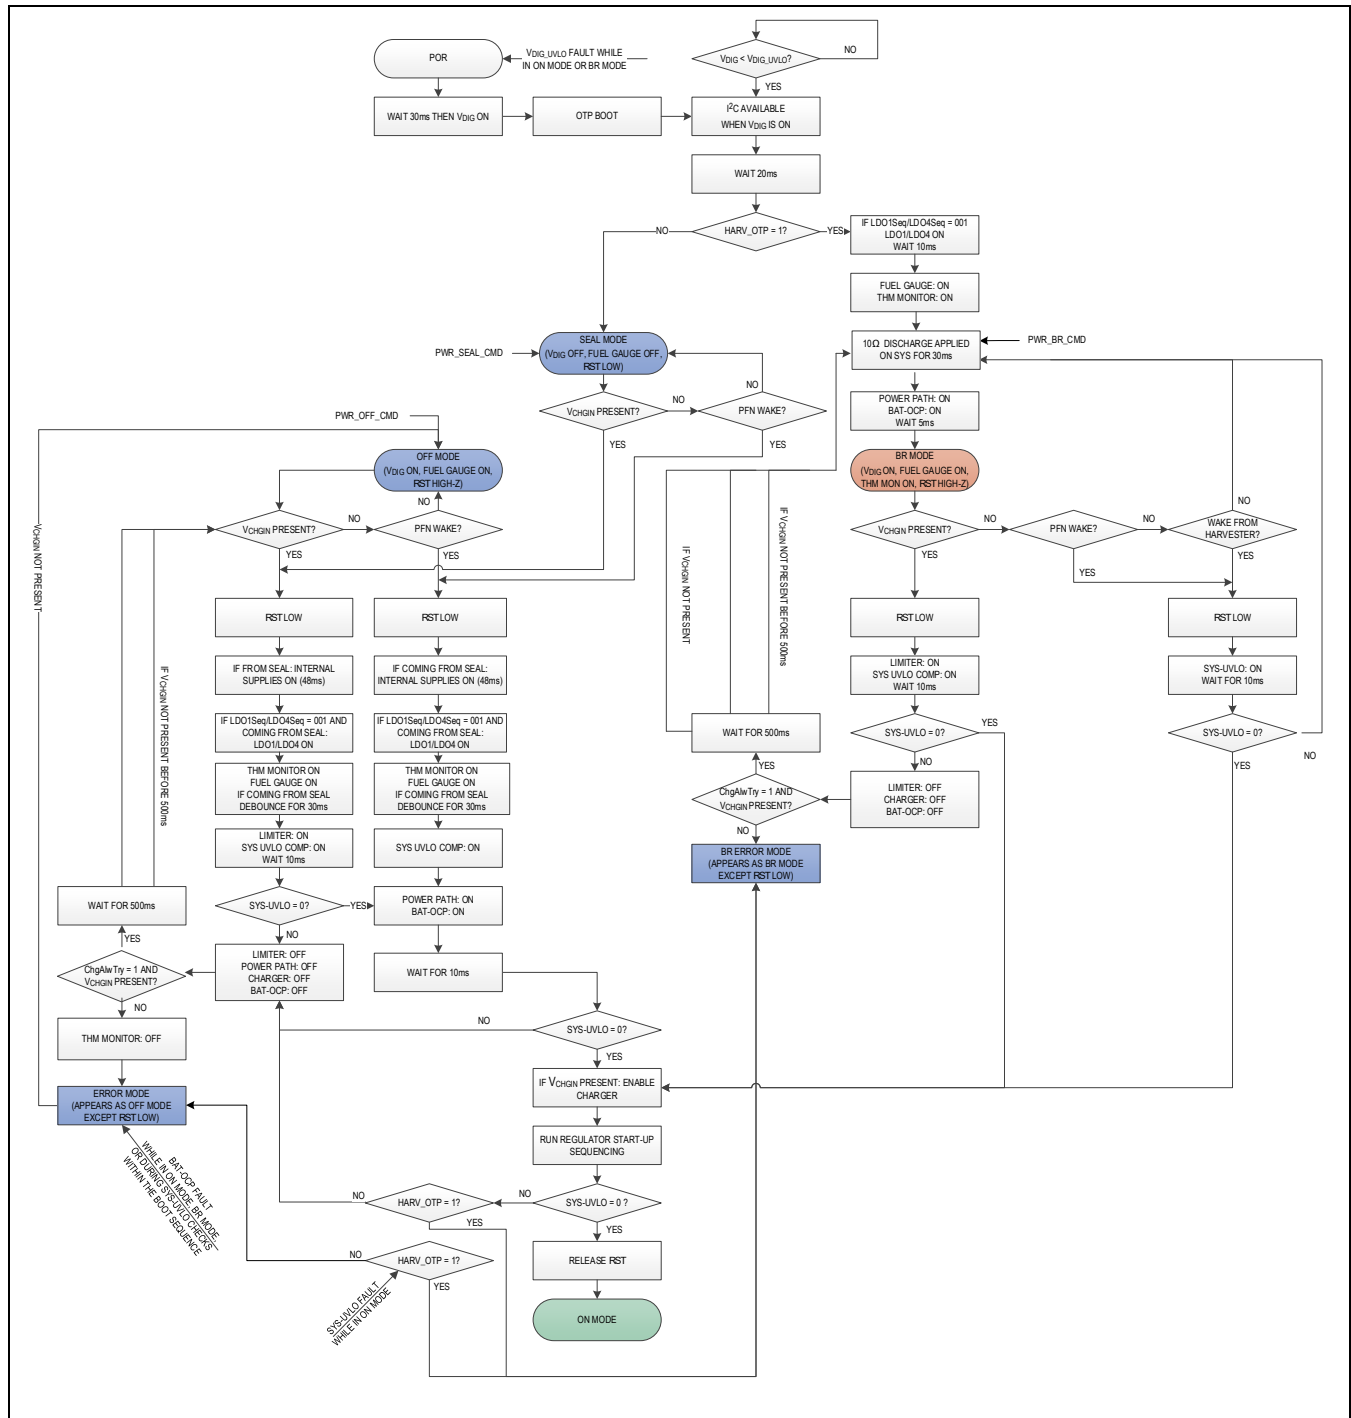 POR
VDIG_UVLO FAULT WHILE
IN ON MODE OR BR MODE
VDIG < VDIG_UVLO?
NO
YES
WAIT 30ms THEN VDIG ON
OTP BOOT
I2C AVAILABLE
WHEN VDIG IS ON
WAIT 20ms
HARV_OTP = 1?
NO
YES
IF LDO1Seq/LDO4Seq = 001
LDO1/LDO4 ON
WAIT 10ms
FUEL GAUGE: ON
THM MONITOR: ON
10Ω DISCHARGE APPLIED
ON SYS FOR 30ms
PWR_BR_CMD
PWR_SEAL_CMD
SEAL MODE
(VDIG OFF, FUEL GAUGE OFF,
RST LOW)
NO
VCHGIN PRESENT?
NO
PFN WAKE?
YES
YES
POWER PATH: ON
BAT-OCP: ON
WAIT 5ms
PWR_OFF_CMD
OFF MODE
(VDIG ON, FUEL GAUGE ON,
RST HIGH-Z)
BR MODE
(VDIG ON, FUEL GAUGE ON,
THM MON ON, RST HIGH-Z)
NO
VCHGIN PRESENT?
NO
PFN WAKE?
YES
YES
VCHGIN PRESENT?
NO
PFN WAKE?
NO
WAKE FROM
HARVESTER?
NO
YES
YES
YES
VCHGIN NOT PRESENT
IF VCHGIN NOT PRESENT BEFORE 500ms
IF VCHGIN NOT PRESENT
IF VCHGIN NOT PRESENT BEFORE 500ms
RST LOW
RST LOW
RST LOW
RST LOW
IF FROM SEAL: INTERNAL
SUPPLIES ON (48ms)
IF COMING FROM SEAL:
INTERNAL SUPPLIES ON (48ms)
LIMITER: ON
SYS UVLO COMP: ON
WAIT 10ms
SYS-UVLO: ON
WAIT FOR 10ms
IF LDO1Seq/LDO4Seq = 001 AND
COMING FROM SEAL:
LDO1/LDO4 ON
IF LDO1Seq/LDO4Seq = 001 AND
COMING FROM SEAL:
LDO1/LDO4 ON
WAIT FOR 500ms
SYS-UVLO = 0?
YES
NO
SYS-UVLO = 0?
NO
YES
THM MONITOR ON
FUEL GAUGE ON
IF COMING FROM SEAL
DEBOUNCE FOR 30ms
THM MONITOR ON
FUEL GAUGE ON
IF COMING FROM SEAL
DEBOUNCE FOR 30ms
YES
ChgAlwTry = 1 AND
VCHGIN PRESENT?
NO
LIMITER: OFF
CHARGER: OFF
BAT-OCP: OFF
LIMITER: ON
SYS UVLO COMP: ON
WAIT 10ms
SYS UVLO COMP: ON
BR ERROR MODE
(APPEARS AS BR MODE
EXCEPT RST LOW)
WAIT FOR 500ms
SYS-UVLO = 0?
YES
NO
POWER PATH: ON
BAT-OCP: ON
YES
ChgAlwTry = 1 AND
VCHGIN PRESENT?
NO
LIMITER: OFF
POWER PATH: OFF
CHARGER: OFF
BAT-OCP: OFF
WAIT FOR 10ms
THM MONITOR: OFF
NO
SYS-UVLO = 0?
YES
ERROR MODE
(APPEARS AS OFF MODE
EXCEPT RST LOW)
IF VCHGIN PRESENT: ENABLE
CHARGER
RUN REGULATOR START-UP
SEQUENCING
BAT-OCP FAULT
WHILE IN ON MODE, BR MODE,
OR DURING SYS-UVLO CHECKS
WITHIN THE BOOT SEQUENCE
NO
HARV_OTP = 1?
YES
NO
SYS-UVLO = 0 ?
YES
NO
HARV_OTP = 1?
YES
RELEASE RST
SYS-UVLO FAULT
WHILE IN ON MODE
ON MODE